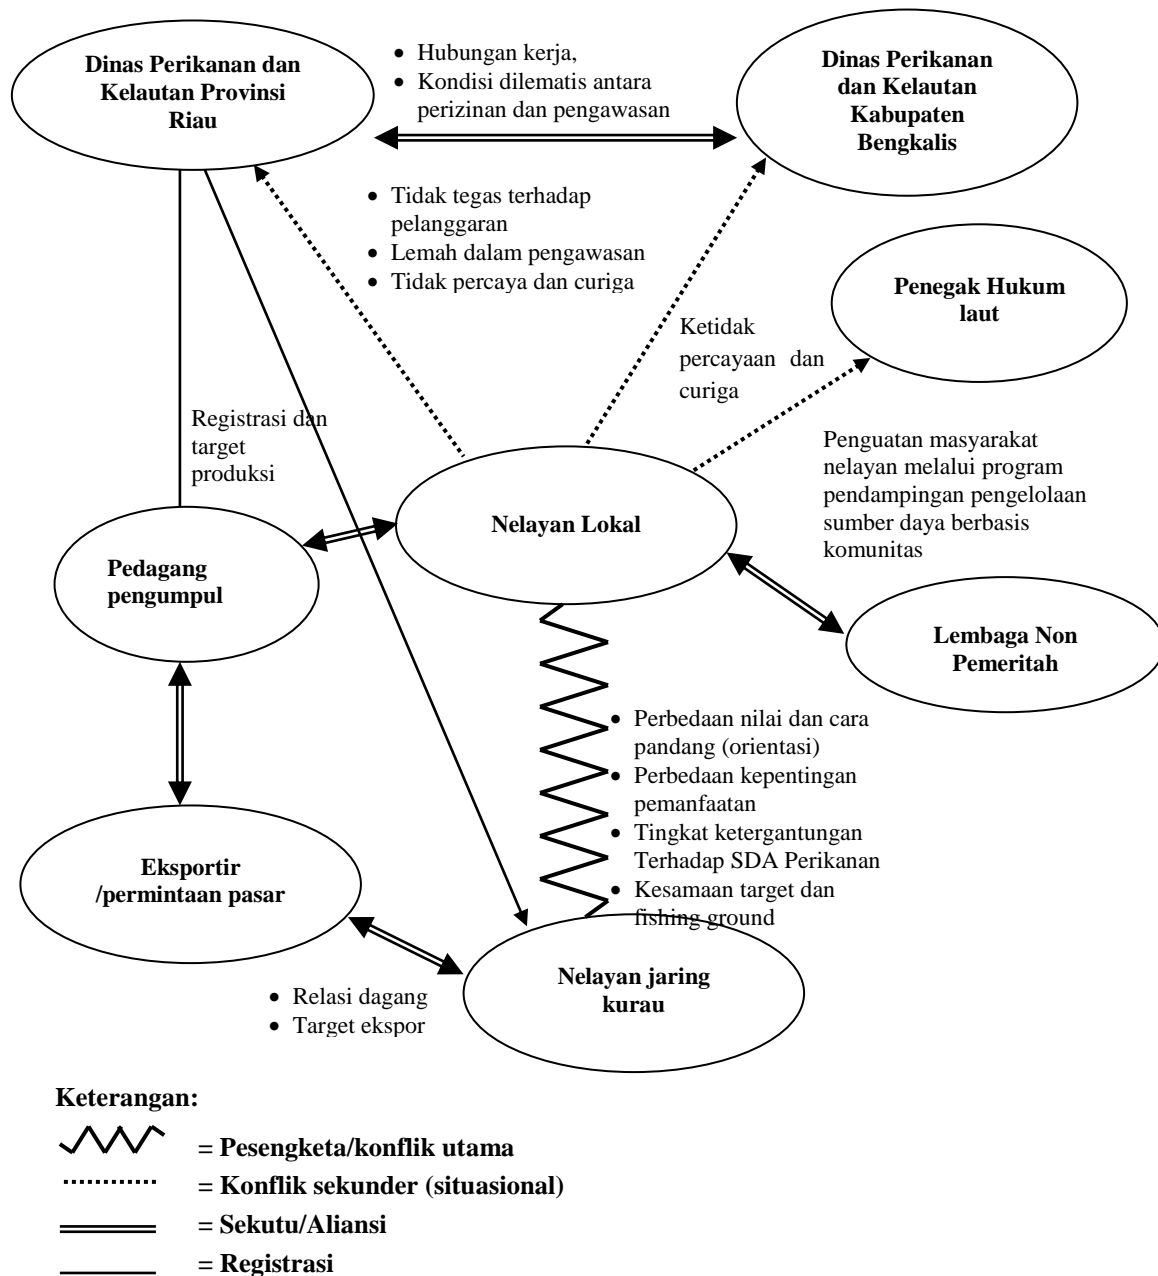 Dinas Perikanan dan
Kelautan Provinsi
Riau
• Hubungan kerja,
• Kondisi dilematis antara
perizinan dan pengawasan
Dinas Perikanan
dan Kelautan
Kabupaten
Bengkalis
• Tidak tegas terhadap
pelanggaran
• Lemah dalam pengawasan
• Tidak percaya dan curiga
Penegak Hukum
laut
Ketidak
percayaan dan
curiga
Registrasi dan
target
produksi
Penguatan masyarakat
nelayan melalui program
pendampingan pengelolaan
sumber daya berbasis
komunitas
Nelayan Lokal
Pedagang
pengumpul
Lembaga Non
Pemeritah
• Perbedaan nilai dan cara
pandang (orientasi)
• Perbedaan kepentingan
pemanfaatan
• Tingkat ketergantungan
Terhadap SDA Perikanan
• Kesamaan target dan
fishing ground
Eksportir
/permintaan pasar
Nelayan jaring
kurau
• Relasi dagang
• Target ekspor
Keterangan:
= Pesengketa/konflik utama
= Konflik sekunder (situasional)
= Sekutu/Aliansi
= Registrasi